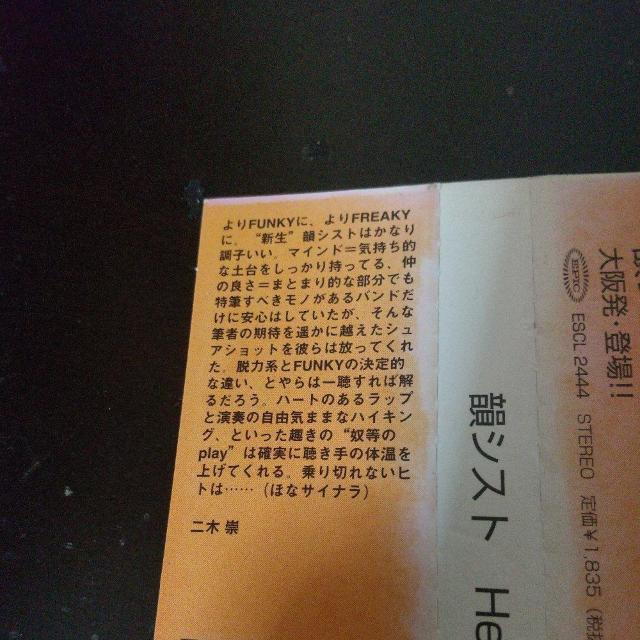 よりFUNKYに、よりFREAKY
に。“新生”韻シストはかなり
調子いい。マインド＝気持ち的
な土台をしっかり持ってる、仲
の良さ＝まとまり的な部分でも
特筆すべきモノがあるバンドだ
けに安心はしていたが、そんな
筆者の期待を遥かに越えたシュ
アショットを彼らは放ってくれ
た。脱力系とFUNKYの決定的
な違い、とやらは一聴すれば解
るだろう。ハートのあるラップ
と演奏の自由気ままなハイキン
グ、といった趣きの“奴等の
play”は確実に聴き手の体温を
上げてくれる。乗り切れないヒ
トは……（ほなサイナラ）
二木 崇
韻シスト He
大阪発・登場!!
EPIC
ESCL 2444 STEREO 定価¥1,835 (税抜